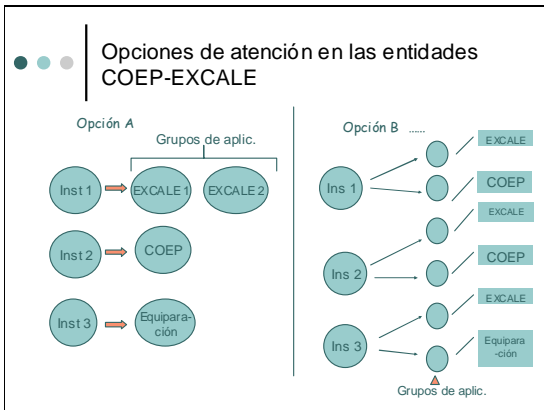 Opciones de atención en las entidades
COEP-EXCALE
Opción A
Grupos de aplic.
Inst 1
EXCALE 1
EXCALE 2
Inst 2
COEP
Inst 3
Equipara-
ción
Opción B ......
Ins 1
EXCALE
COEP
Ins 2
EXCALE
COEP
Ins 3
EXCALE
Equipara
-ción
Grupos de aplic.